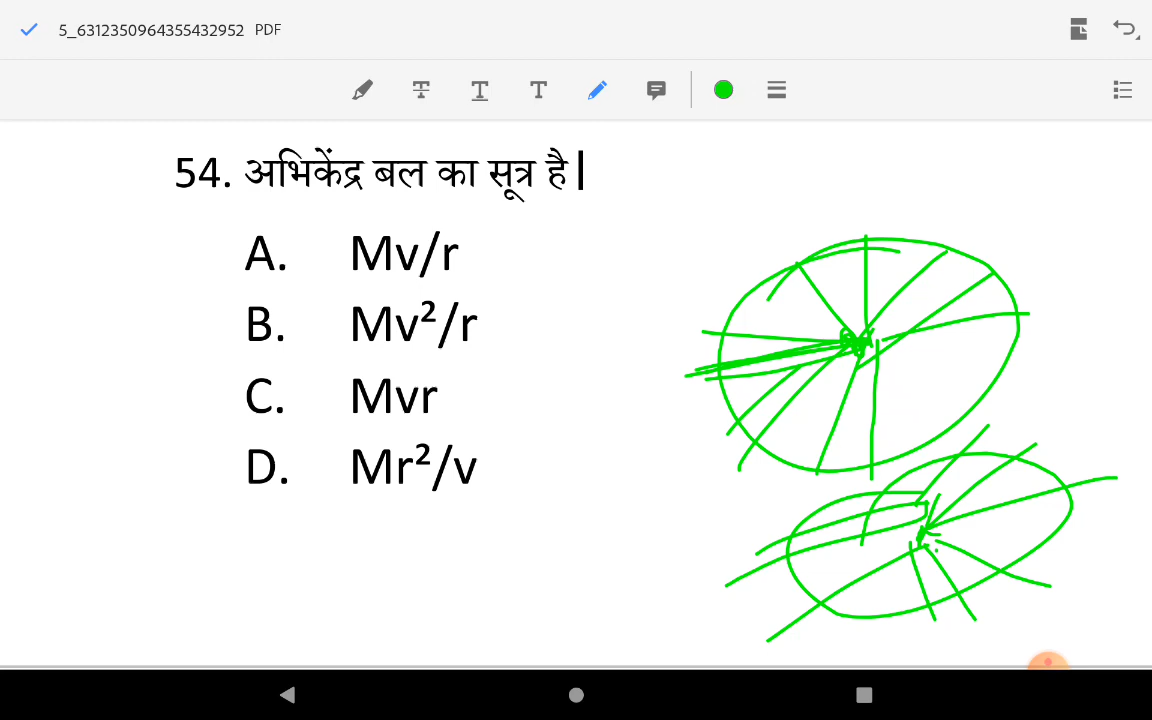 5_6312350964355432952 PDF
T T T
54. अभिकेंद्र बल का सूत्र है|
A. Mv/r
B. Mv²/r
C. Mvr
D. Mr²/v